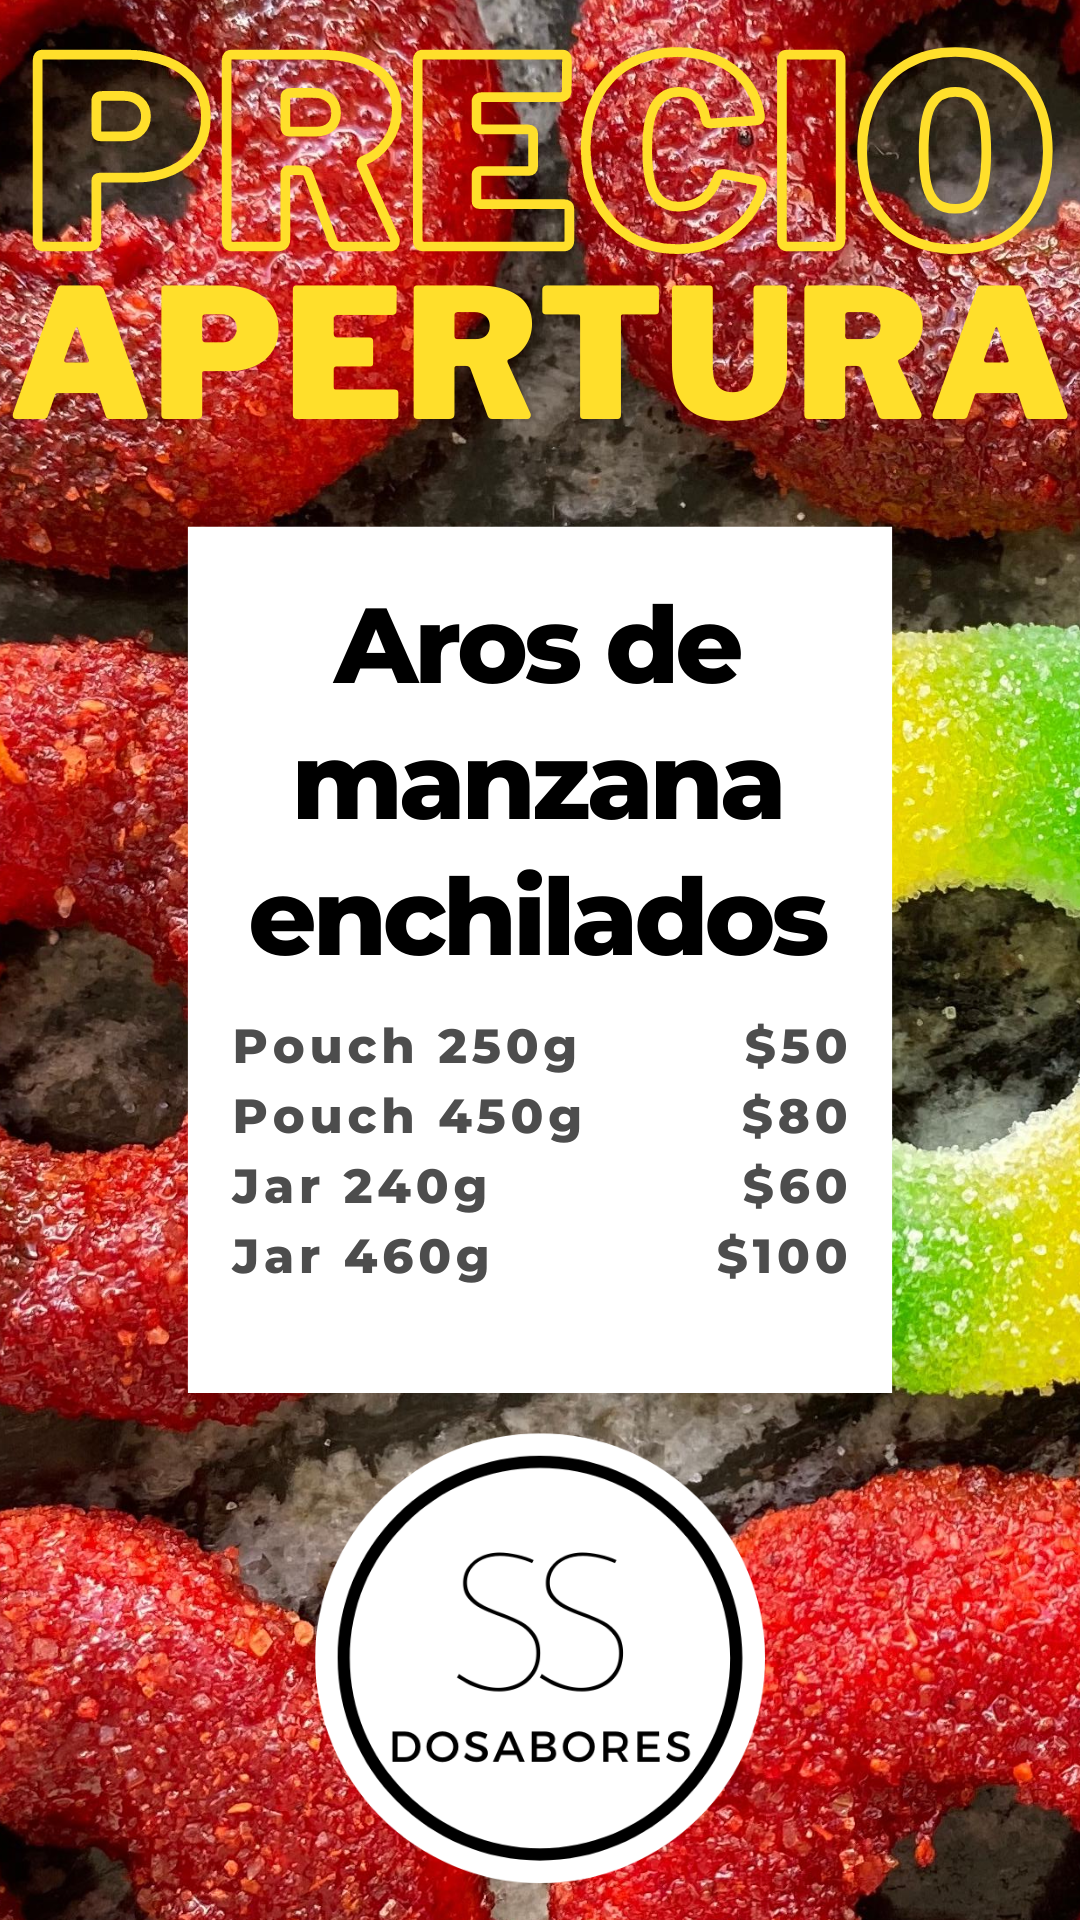 PRECIO
APERTURA
Aros de
manzana
enchilados
Pouch 250g $50
Pouch 450g $80
Jar 240g $60
Jar 460g $100
SS
DOSABORES